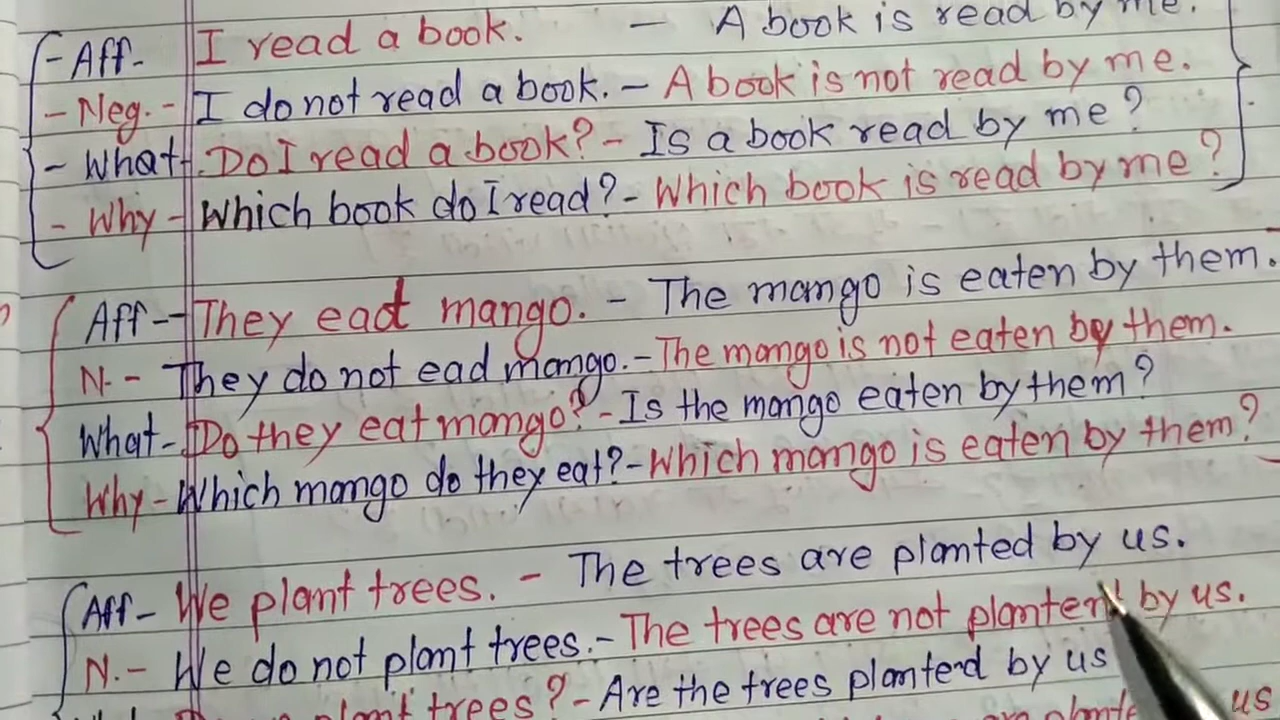 - Aff- I read a book. - A book is read by me.
- Neg. - I do not read a book. - A book is not read by me.
- What - Do I read a book? - Is a book read by me?
- Why - Which book do I read? - Which book is read by me?
Aff - They eat mango. - The mango is eaten by them.
N. - They do not ead mango. - The mango is not eaten by them.
What - Do they eat mango? - Is the mango eaten by them?
Why - Which mango do they eat? - Which mango is eaten by them?
Aff - We plant trees. - The trees are planted by us.
N. - We do not plant trees. - The trees are not planten by us.
plant trees? - Are the trees planted by us
us